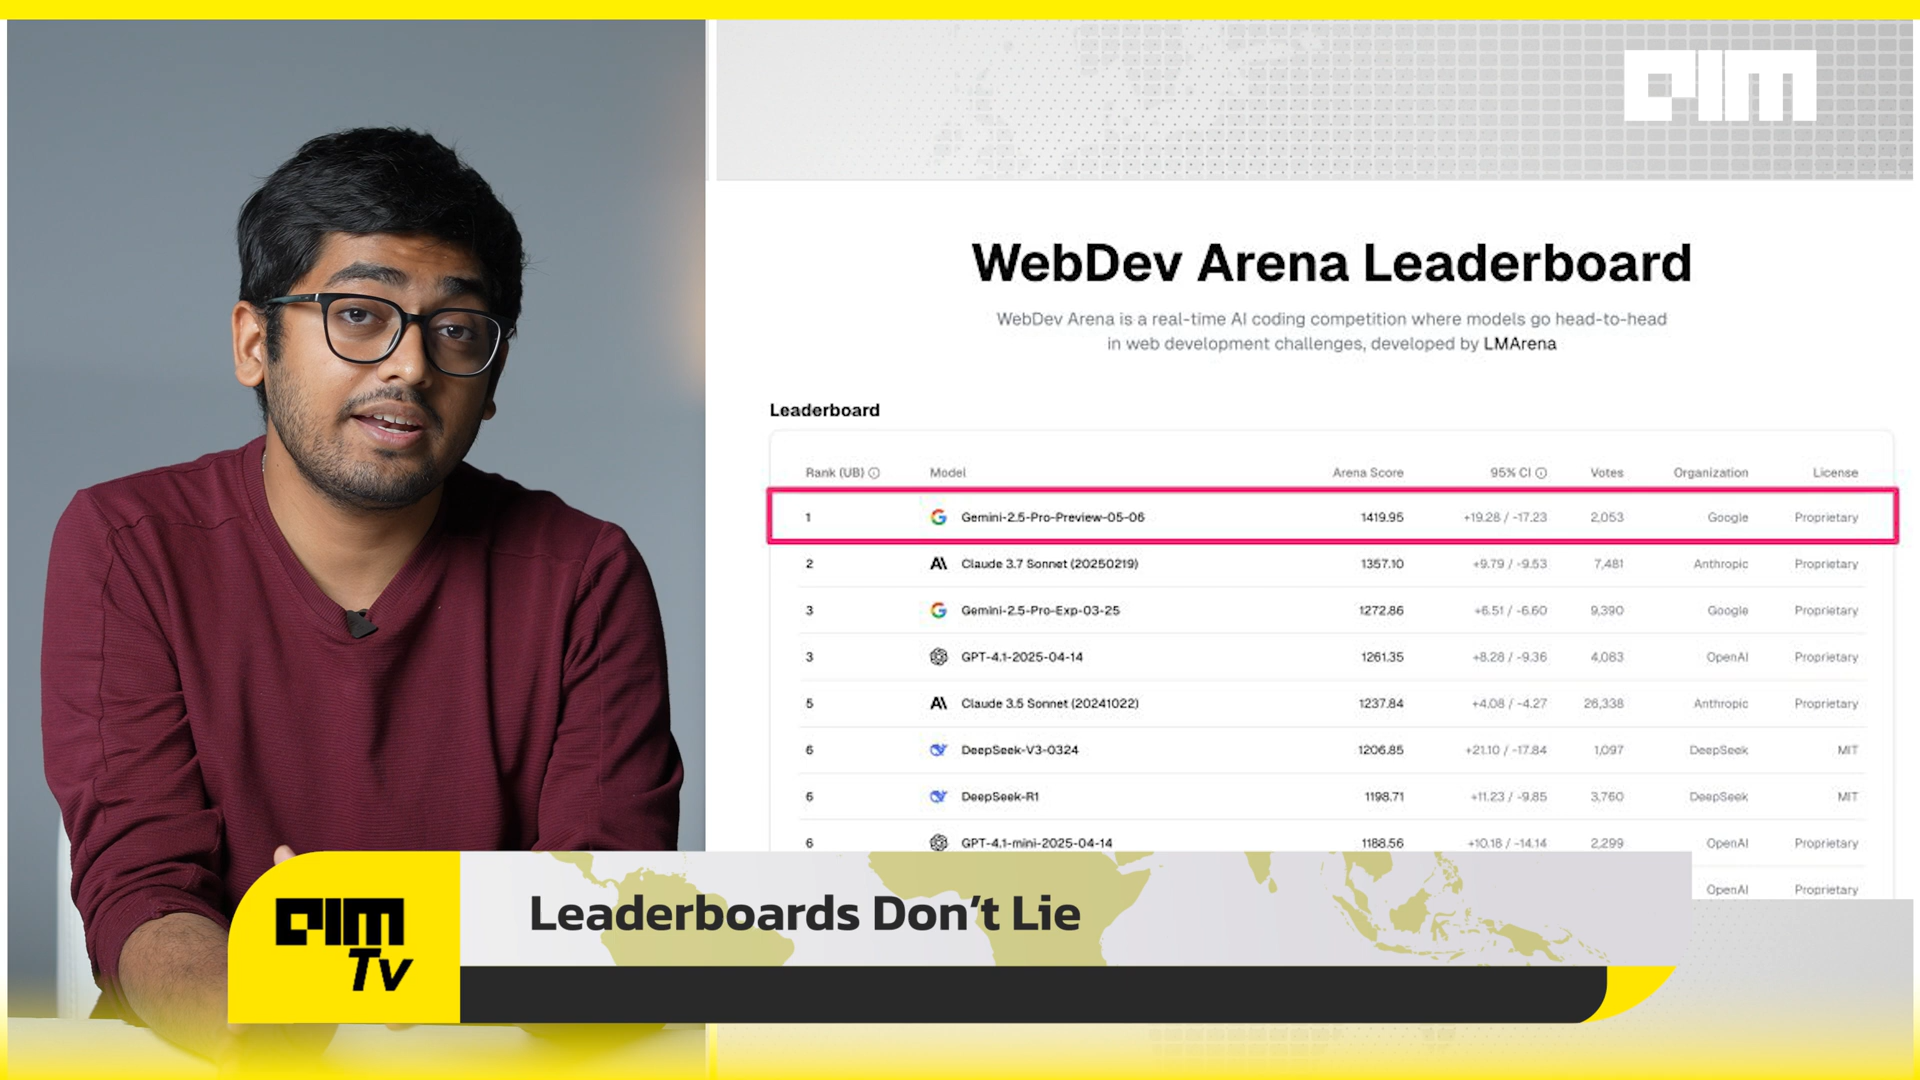 AIM
WebDev Arena Leaderboard
WebDev Arena is a real-time AI coding competition where models go head-to-head
in web development challenges, developed by LMArena
Leaderboard
Rank (UB) Model Arena Score 95% CI Votes Organization License
1 Gemini-2.5-Pro-Preview-05-06 1419.95 +19.28 / -17.23 2,053 Google Proprietary
2 Claude 3.7 Sonnet (20250219) 1357.10 +9.79 / -9.53 7,481 Anthropic Proprietary
3 Gemini-2.5-Pro-Exp-03-25 1272.86 +6.51 / -6.60 9,390 Google Proprietary
3 GPT-4.1-2025-04-14 1261.35 +8.28 / -9.36 4,083 OpenAI Proprietary
5 Claude 3.5 Sonnet (20241022) 1237.84 +4.08 / -4.27 26,338 Anthropic Proprietary
6 DeepSeek-V3-0324 1206.85 +21.10 / -17.84 1,097 DeepSeek MIT
6 DeepSeek-R1 1198.71 +11.23 / -9.85 3,760 DeepSeek MIT
6 GPT-4.1-mini-2025-04-14 1188.56 +10.18 / -14.14 2,299 OpenAI Proprietary
OpenAI Proprietary
AIM
Tv
Leaderboards Don't Lie